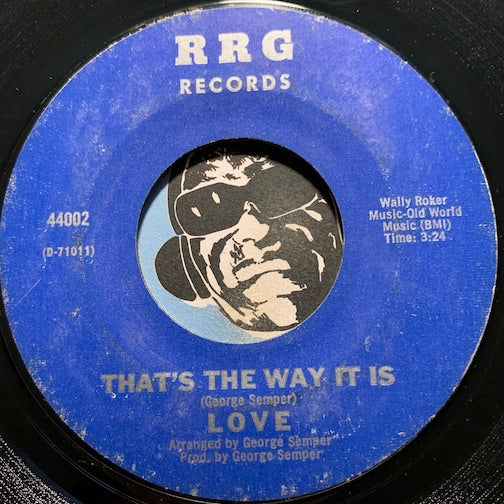 RRG
RECORDS
44002
(D-71011)
Wally Roker
Music-Old World
Music (BMI)
Time: 3:24
THAT'S THE WAY IT IS
(George Semper)
LOVE
Arranged by George Semper
Prod. by George Semper